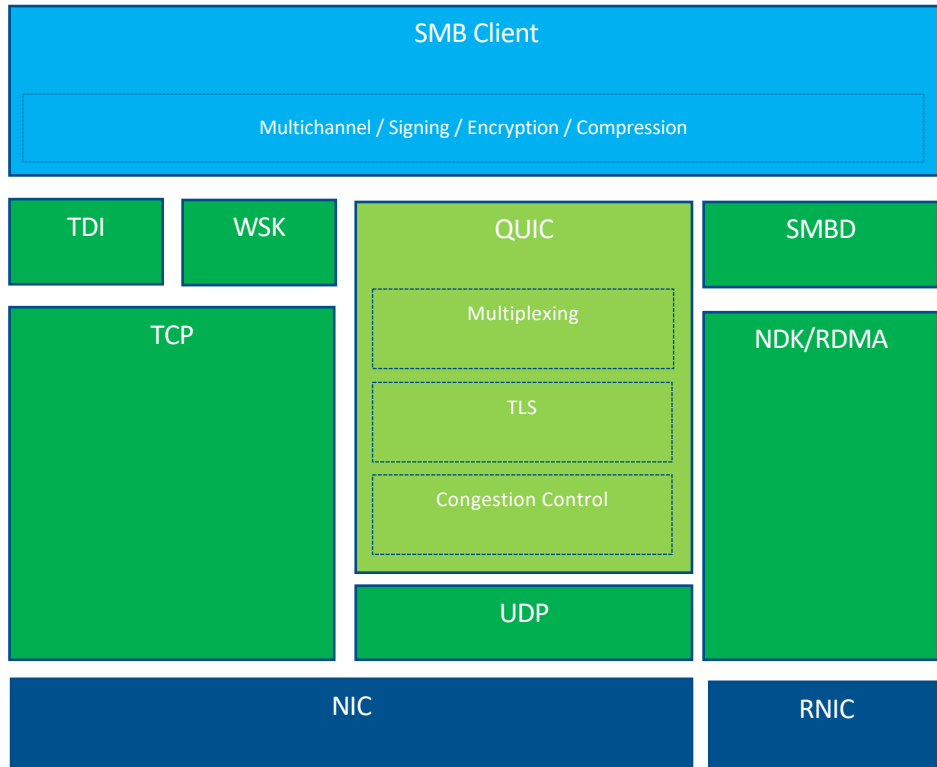 SMB Client
Multichannel / Signing / Encryption / Compression
TDI
WSK
QUIC
SMBD
Multiplexing
TCP
NDK/RDMA
TLS
Congestion Control
UDP
NIC
RNIC